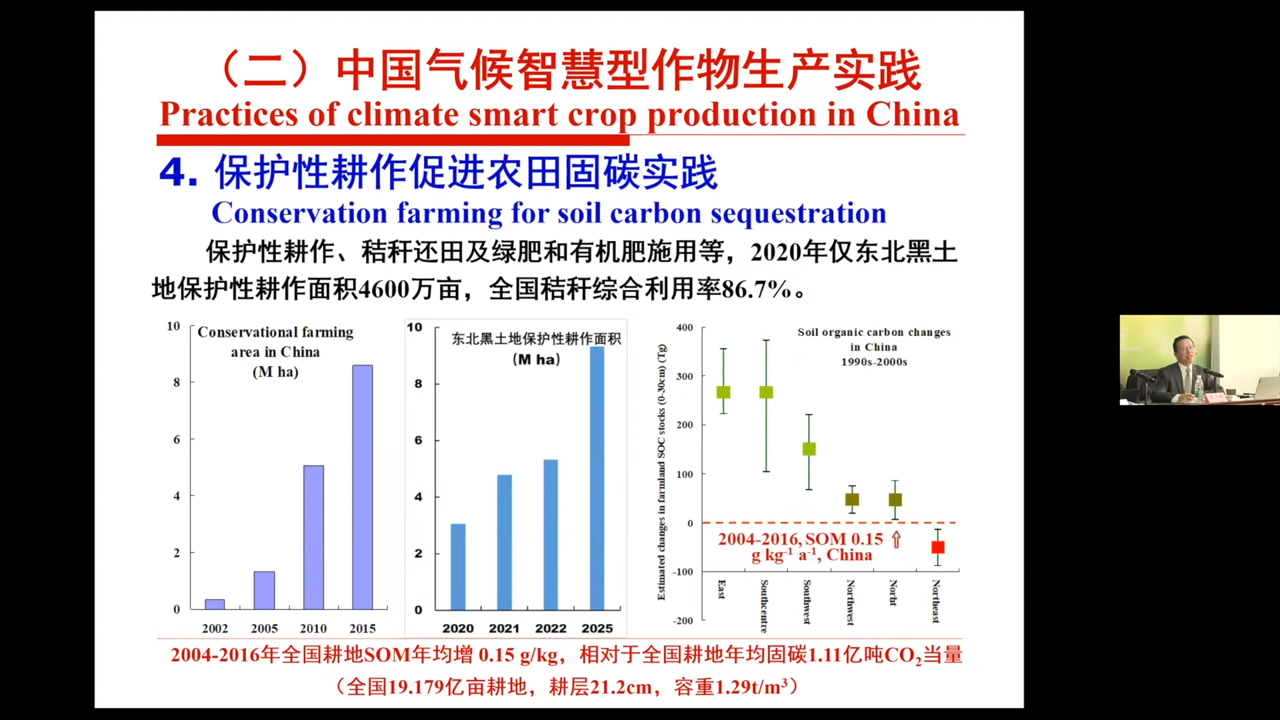 （二）中国气候智慧型作物生产实践
Practices of climate smart crop production in China
4. 保护性耕作促进农田固碳实践
Conservation farming for soil carbon sequestration
保护性耕作、秸秆还田及绿肥和有机肥施用等，2020年仅东北黑土
地保护性耕作面积4600万亩，全国秸秆综合利用率86.7%。
Conservational farming
area in China
(M ha)
10
8
6
4
2
0
2002 2005 2010 2015
东北黑土地保护性耕作面积
(M ha)
10
8
6
4
2
0
2020 2021 2022 2025
Soil organic carbon changes
in China
1990s-2000s
Estimated changes in farmland SOC stocks (0-30cm) (Tg)
400
300
200
100
0
-100
-200
2004-2016, SOM 0.15
g kg⁻¹ a⁻¹, China
East
Southcentre
Southwest
Northwest
Norht
Northeast
2004-2016年全国耕地SOM年均增 0.15 g/kg，相对于全国耕地年均固碳1.11亿吨CO₂当量
（全国19.179亿亩耕地，耕层21.2cm，容重1.29t/m³）